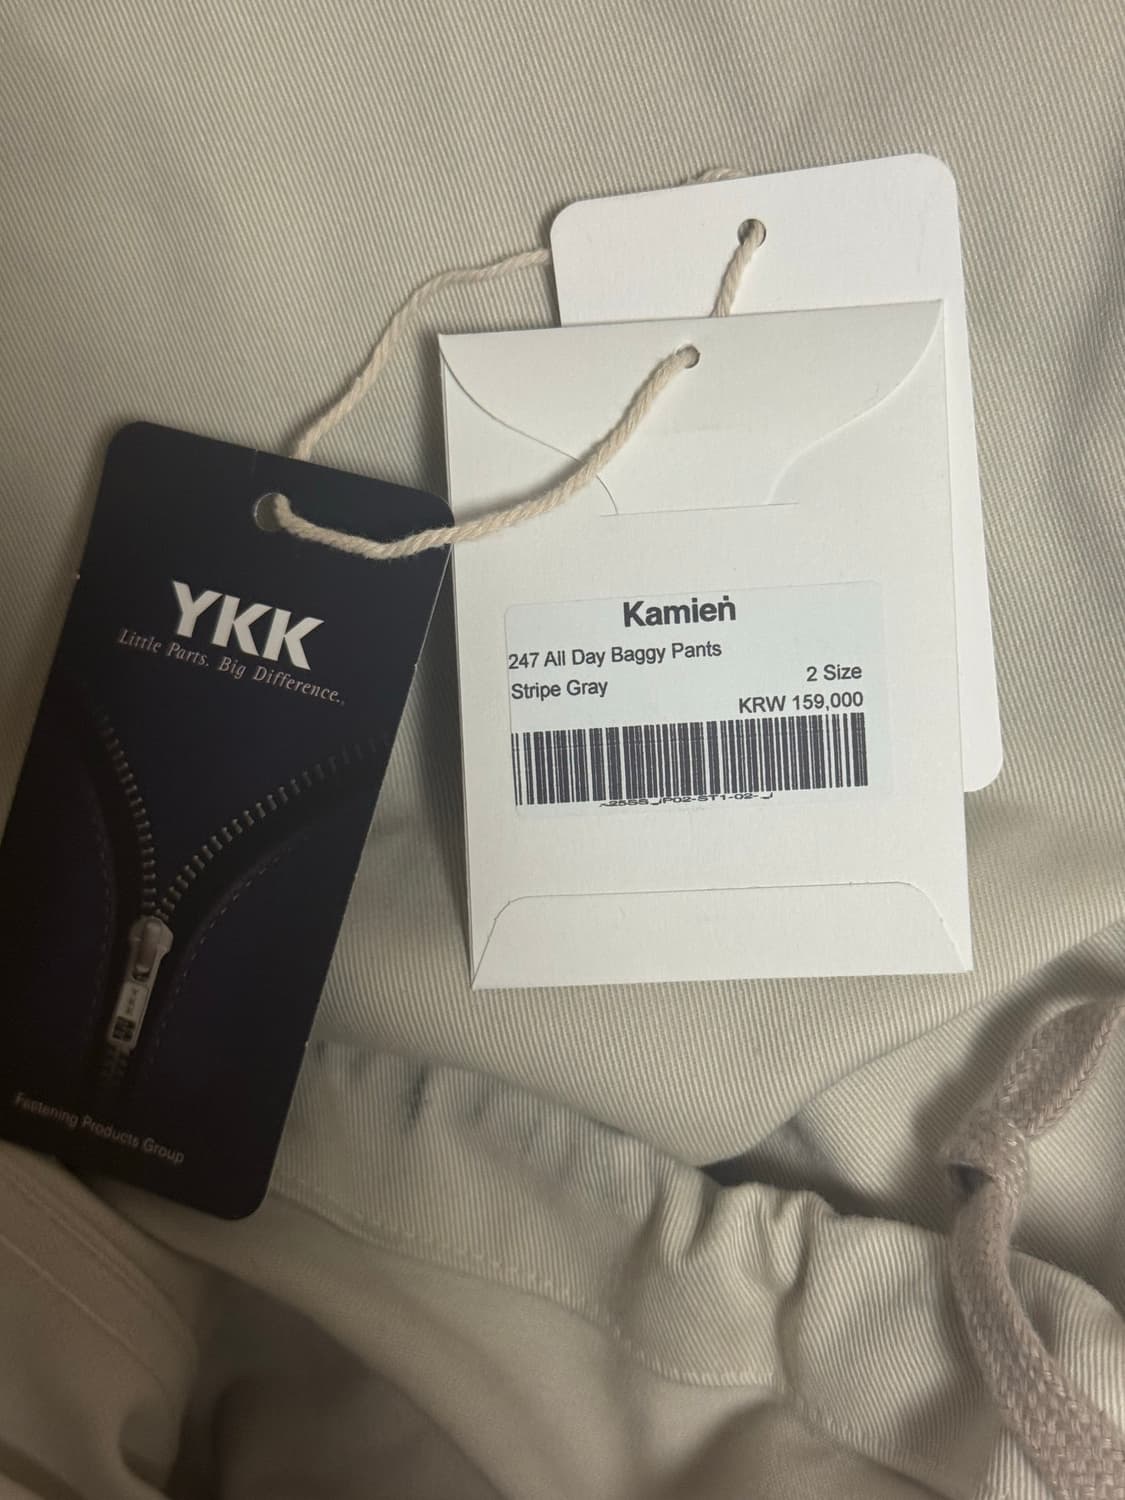 YKK
Little Parts. Big Difference.
Fastening Products Group
Kamień
247 All Day Baggy Pants
Stripe Gray
2 Size
KRW 159,000